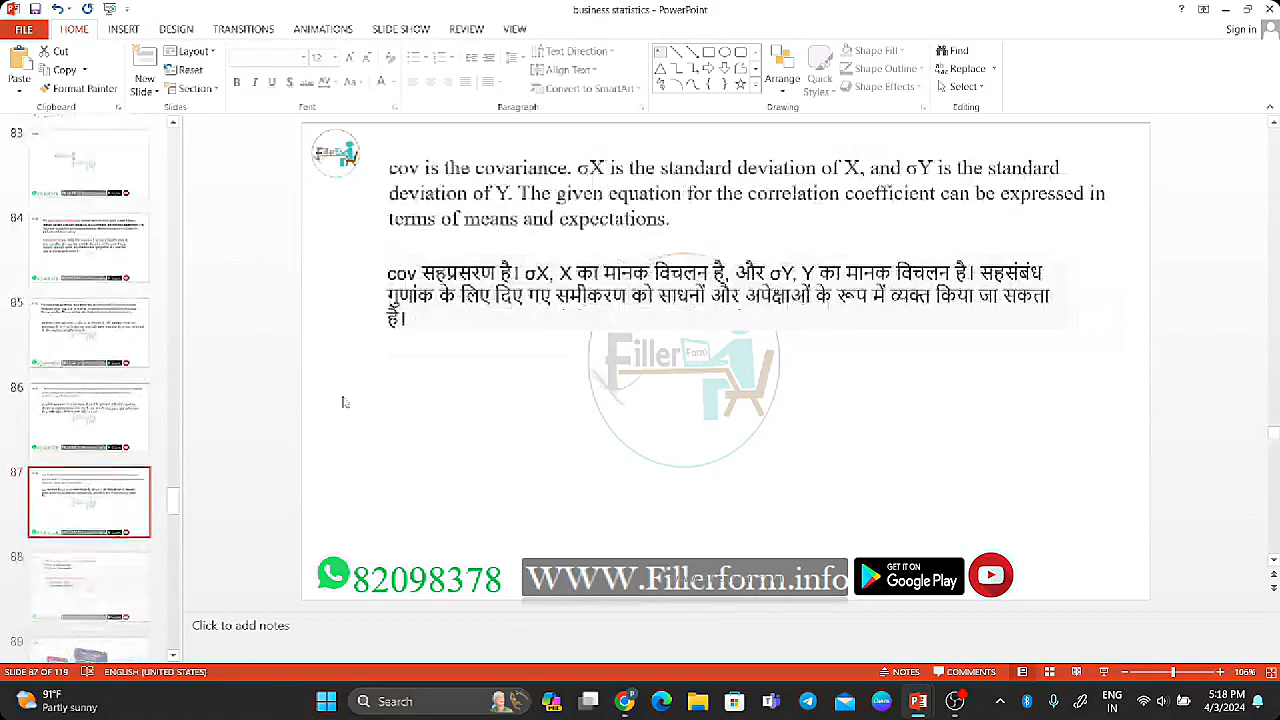 business statistics - PowerPoint
Sign in
FILE HOME INSERT DESIGN TRANSITIONS ANIMATIONS SLIDE SHOW REVIEW VIEW
Paste
Cut
Copy
Format Painter
Clipboard
New Slide
Layout
Reset
Section
Slides
12
B I U S abc AV Aa A
Font
Text Direction
Align Text
Convert to SmartArt
Paragraph
Arrange
Quick Styles
Shape Fill
Shape Outline
Shape Effects
Drawing
Find
Replace
Select
Editing
83
84
85
86
87
88
89
cov is the covariance. σX is the standard deviation of X, and σY is the standard
deviation of Y. The given equation for the correlation coefficient can be expressed in
terms of means and expectations.
cov सहप्रसरण है। σX, X का मानक विचलन है, और σY, Y का मानक विचलन है। सहसंबंध
गुणांक के लिए दिए गए समीकरण को साधनों और अपेक्षाओं के रूप में व्यक्त किया जा सकता
है।
Filler Form
82098378
WWW.Fillerform.info
GET IT ON
Google Play
Click to add notes
SLIDE 87 OF 119 ENGLISH (UNITED STATES) NOTES COMMENTS 106%
91°F
Partly sunny
Search
ENG
IN
5:18 PM
4/3/2024